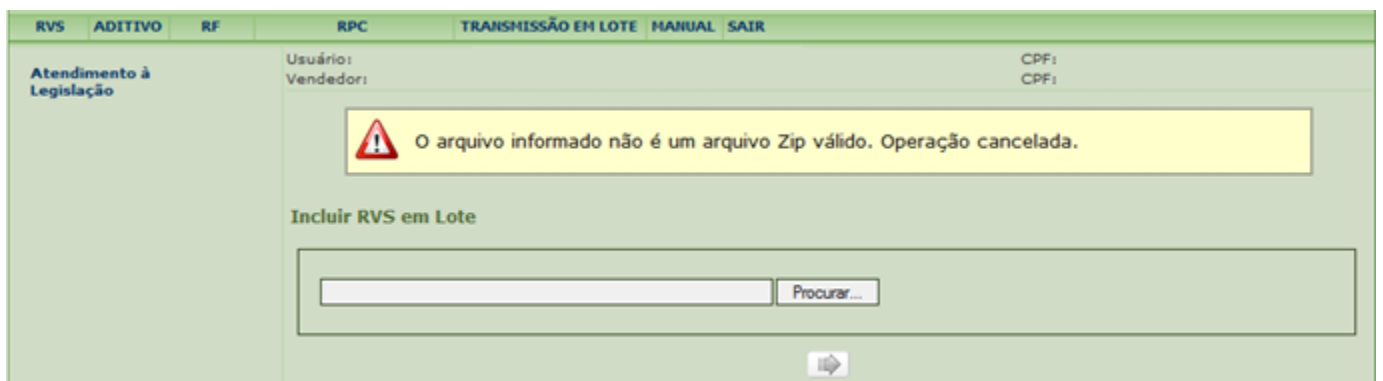 RVS ADITIVO RF RPC TRANSMISSÃO EM LOTE MANUAL SAIR
Usuário: CPF:
Atendimento à
Legislação
Vendedor: CPF:
O arquivo informado não é um arquivo Zip válido. Operação cancelada.
Incluir RVS em Lote
Procurar...